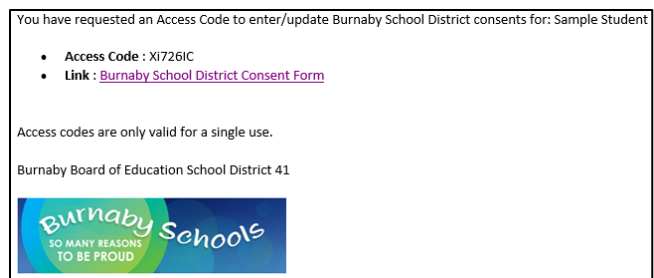 You have requested an Access Code to enter/update Burnaby School District consents for: Sample Student
• Access Code : Xi726IC
• Link : Burnaby School District Consent Form
Access codes are only valid for a single use.
Burnaby Board of Education School District 41
Burnaby Schools
SO MANY REASONS
TO BE PROUD